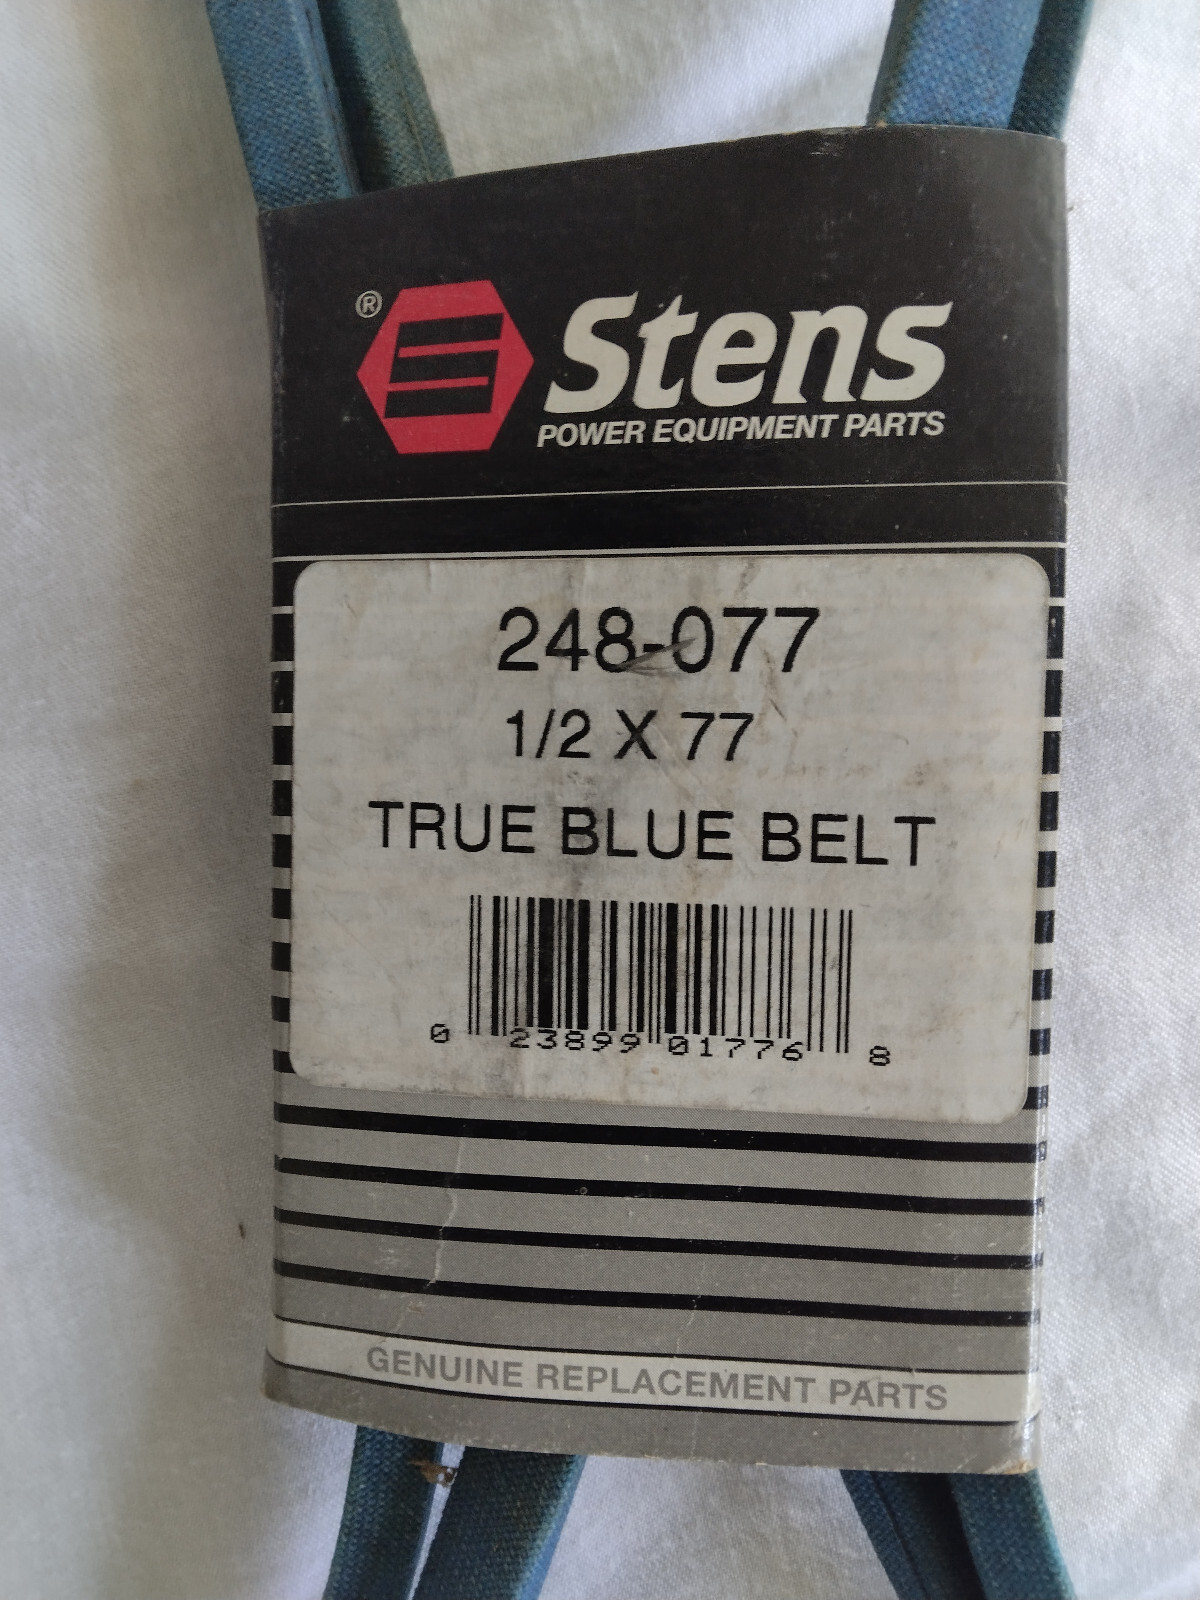 ®
Stens
POWER EQUIPMENT PARTS
248-077
1/2 X 77
TRUE BLUE BELT
0 23899 01776 8
GENUINE REPLACEMENT PARTS